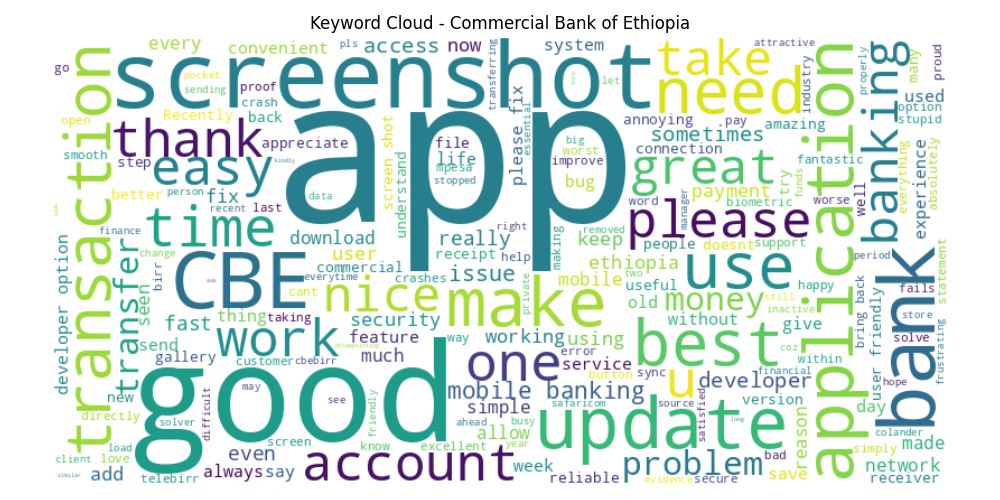 Keyword Cloud - Commercial Bank of Ethiopia
screenshot
app
good
transaction
application
bank
banking
need
take
thank
easy
great
time
please
CBE
use
nice
make
work
one
best
update
account
problem
u
transfer
money
every
convenient
access
now
system
pls
attractive
transferring
go
pocket
sending
proof
let
industry
properly
many
proud
Recently
crash
back
please fix
essential
annoying
pay
used
option
stupid
open
smooth
step
appreciate
file
life
mpesa
stopped
kindly
screen shot
understand
big
worst
improve
bug
sometimes
connection
amazing
fantastic
well
everything
absolutely
experience
better
person
fix
recent
last
data
word
manager
payment
biometric
try
funds
worse
finance
download
really
right
help
receipt
making
removed
keep
people
doesnt
support
change
birr
seen
user
commercial
crashes
issue
mobile
ethiopia
useful
two
old
still
happy
period
fails
statement
developer option
everytime
ask
cant
private
inactive
bring back
store
thing
taking
fast
security
feature
much
way
working
using
without
give
user friendly
solve
send
gallery
customer
cbebirr
disappointing
error
service
button
sync
coz
within
financial
frustrating
hope
new
may
see
mobile banking
developer
version
directly
difficult
friendly
simple
safaricom
source
satisfied
reason
day
colander
solver
ahead
busy
allow
year
long
simply
made
load
love
client
similar
screen
know
excellent
even
always
say
add
telebirr
week
reliable
evidence
secure
bad
save
network
receiver